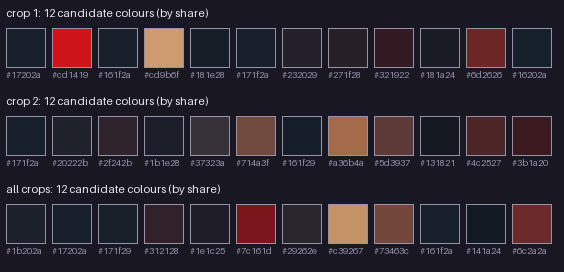 crop 1: 12 candidate colours (by share)
#17202a #cd1419 #161f2a #cd9b6f #181e28 #171f2a #232029 #271f28 #321922 #181a24 #6d2626 #16202a
crop 2: 12 candidate colours (by share)
#171f2a #20222b #2f242b #1b1e28 #37323a #714a3f #161f29 #a36b4a #5d3937 #131821 #4c2527 #3b1a20
all crops: 12 candidate colours (by share)
#1b202a #17202a #171f29 #312128 #1e1c25 #7c161d #29262e #c39267 #73463c #161f2a #141a24 #6c2a2a